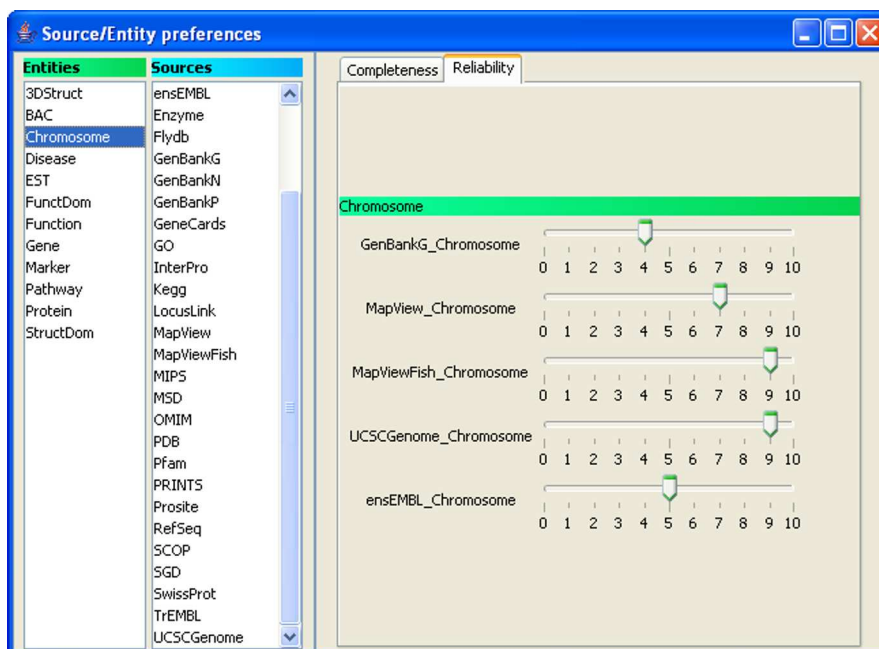 Source/Entity preferences
Entities
3DStruct
BAC
Chromosome
Disease
EST
FunctDom
Function
Gene
Marker
Pathway
Protein
StructDom
Sources
ensEMBL
Enzyme
Flydb
GenBankG
GenBankN
GenBankP
GeneCards
GO
InterPro
Kegg
LocusLink
MapView
MapViewFish
MIPS
MSD
OMIM
PDB
Pfam
PRINTS
Prosite
RefSeq
SCOP
SGD
SwissProt
TrEMBL
UCSCGenome
Completeness Reliability
Chromosome
GenBankG_Chromosome
0 1 2 3 4 5 6 7 8 9 10
MapView_Chromosome
0 1 2 3 4 5 6 7 8 9 10
MapViewFish_Chromosome
0 1 2 3 4 5 6 7 8 9 10
UCSCGenome_Chromosome
0 1 2 3 4 5 6 7 8 9 10
ensEMBL_Chromosome
0 1 2 3 4 5 6 7 8 9 10